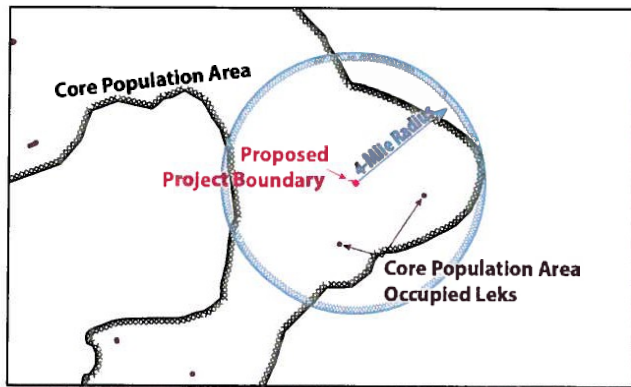 Core Population Area
4-Mile Radius
Proposed
Project Boundary
Core Population Area
Occupied Leks